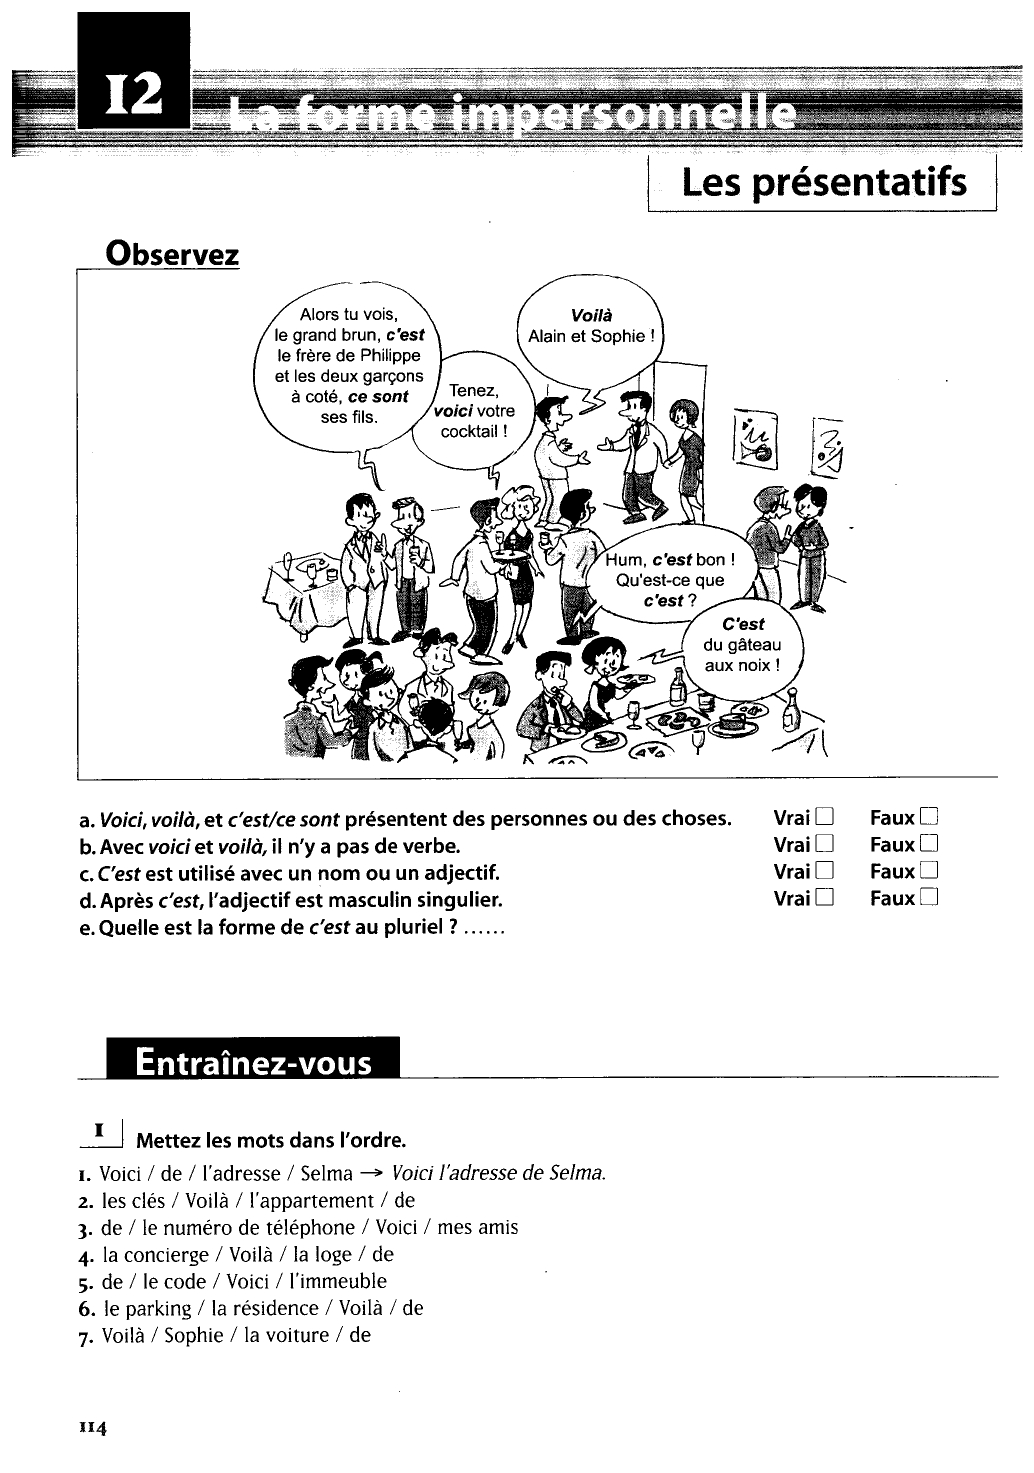 12
La forme impersonnelle
Les présentatifs
Observez
Alors tu vois,
le grand brun, c'est
le frère de Philippe
et les deux garçons
à coté, ce sont
ses fils.
Tenez,
voici votre
cocktail !
Voilà
Alain et Sophie !
Hum, c'est bon !
Qu'est-ce que
c'est ?
C'est
du gâteau
aux noix !
a. Voici, voilà, et c'est/ce sont présentent des personnes ou des choses. Vrai ☐ Faux ☐
b. Avec voici et voilà, il n'y a pas de verbe. Vrai ☐ Faux ☐
c. C'est est utilisé avec un nom ou un adjectif. Vrai ☐ Faux ☐
d. Après c'est, l'adjectif est masculin singulier. Vrai ☐ Faux ☐
e. Quelle est la forme de c'est au pluriel ? ......
Entraînez-vous
1 Mettez les mots dans l'ordre.
1. Voici / de / l'adresse / Selma → Voici l'adresse de Selma.
2. les clés / Voilà / l'appartement / de
3. de / le numéro de téléphone / Voici / mes amis
4. la concierge / Voilà / la loge / de
5. de / le code / Voici / l'immeuble
6. le parking / la résidence / Voilà / de
7. Voilà / Sophie / la voiture / de
114